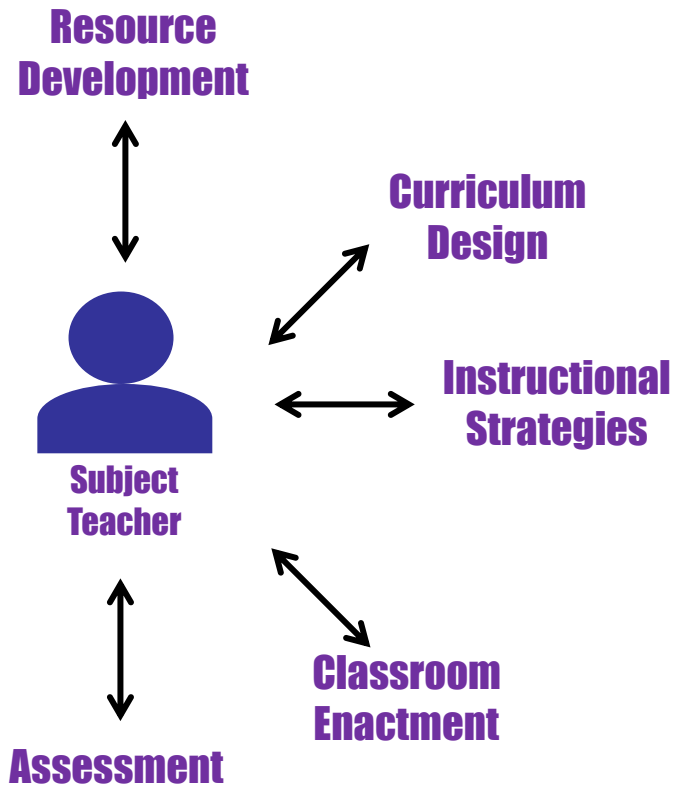 Resource
Development
Curriculum
Design
Instructional
Strategies
Subject
Teacher
Classroom
Enactment
Assessment